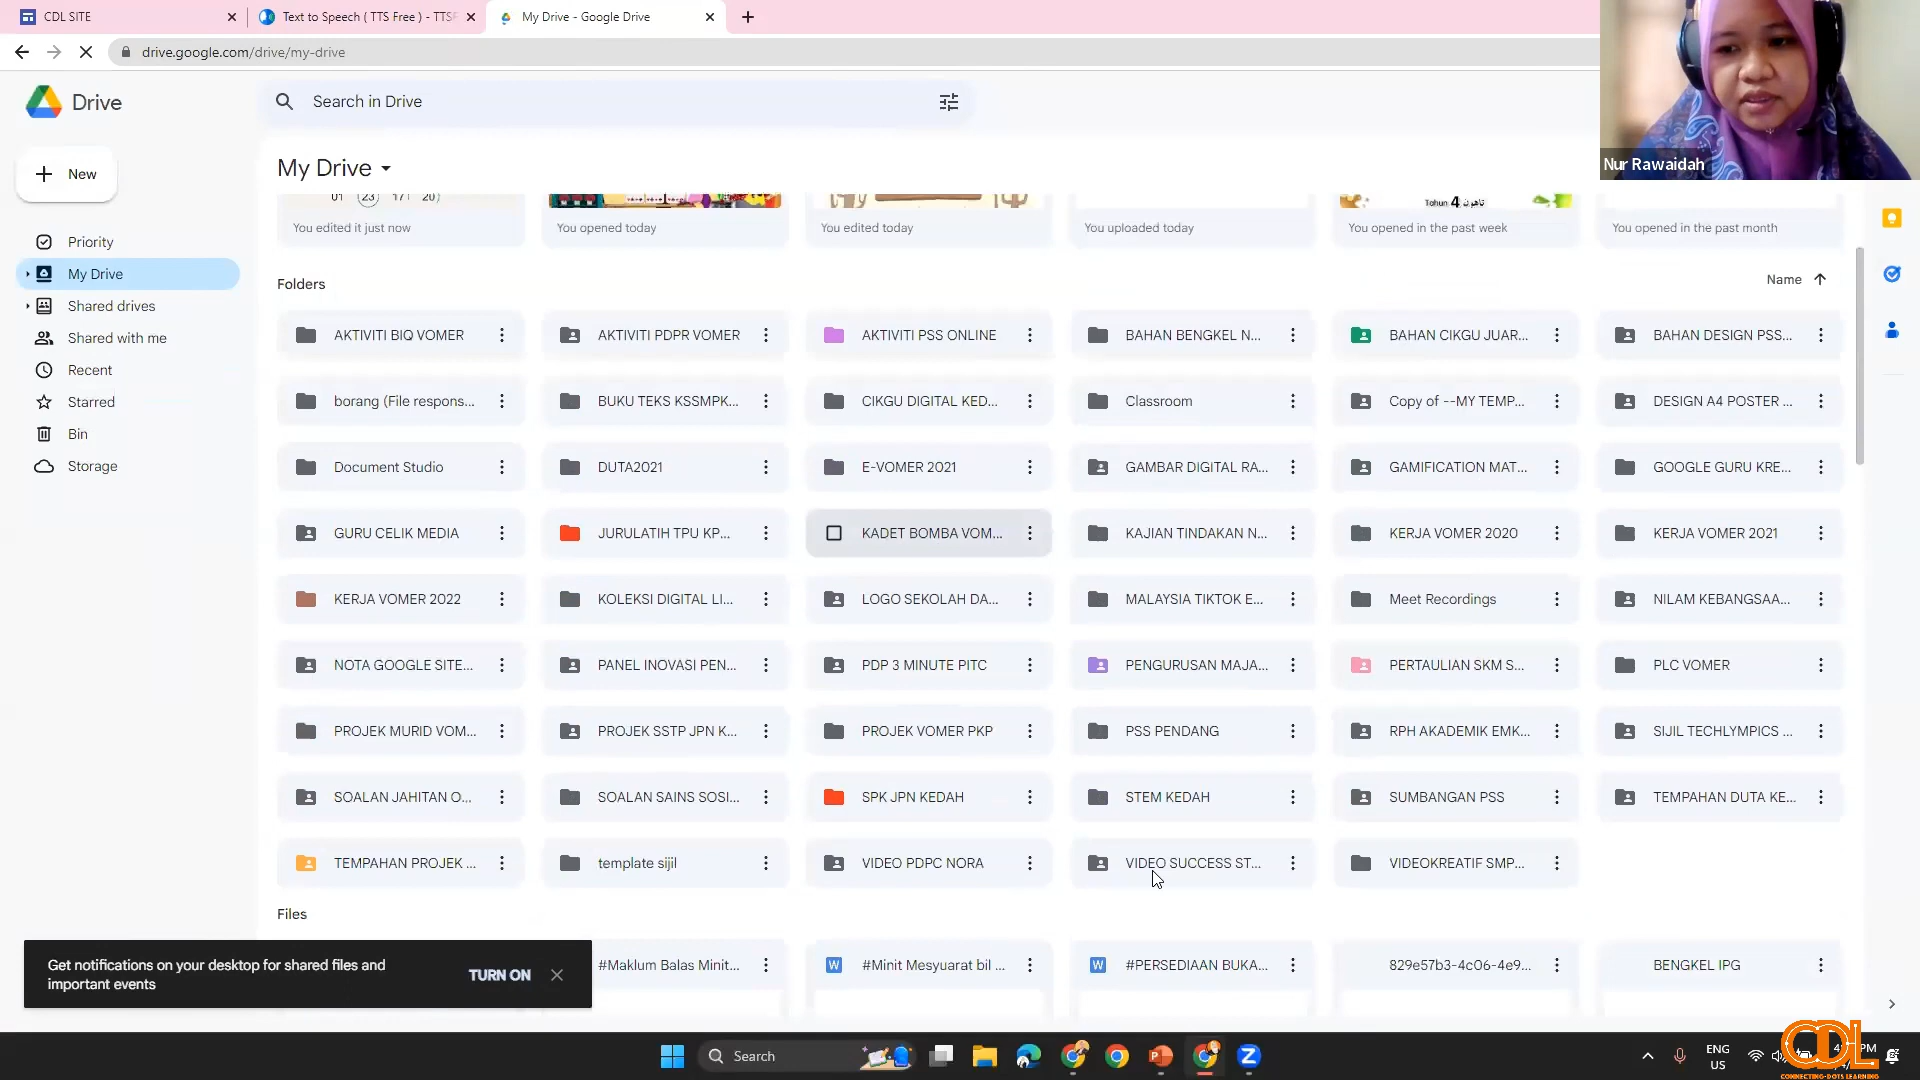 CDL SITE
Text to Speech ( TTS Free ) - TTSF
My Drive - Google Drive
drive.google.com/drive/my-drive
Drive
Search in Drive
New
My Drive
Priority
My Drive
Shared drives
Shared with me
Recent
Starred
Bin
Storage
01 23 17 20
تاهون 4 Tahun
You edited it just now
You opened today
You edited today
You uploaded today
You opened in the past week
You opened in the past month
Folders
Name
AKTIVITI BIQ VOMER
AKTIVITI PDPR VOMER
AKTIVITI PSS ONLINE
BAHAN BENGKEL N...
BAHAN CIKGU JUAR...
BAHAN DESIGN PSS...
borang (File respons...
BUKU TEKS KSSMPK...
CIKGU DIGITAL KED...
Classroom
Copy of --MY TEMP...
DESIGN A4 POSTER ...
Document Studio
DUTA2021
E-VOMER 2021
GAMBAR DIGITAL RA...
GAMIFICATION MAT...
GOOGLE GURU KRE...
GURU CELIK MEDIA
JURULATIH TPU KP...
KADET BOMBA VOM...
KAJIAN TINDAKAN N...
KERJA VOMER 2020
KERJA VOMER 2021
KERJA VOMER 2022
KOLEKSI DIGITAL LI...
LOGO SEKOLAH DA...
MALAYSIA TIKTOK E...
Meet Recordings
NILAM KEBANGSAA...
NOTA GOOGLE SITE...
PANEL INOVASI PEN...
PDP 3 MINUTE PITC
PENGURUSAN MAJA...
PERTAULIAN SKM S...
PLC VOMER
PROJEK MURID VOM...
PROJEK SSTP JPN K...
PROJEK VOMER PKP
PSS PENDANG
RPH AKADEMIK EMK...
SIJIL TECHLYMPICS ...
SOALAN JAHITAN O...
SOALAN SAINS SOSI...
SPK JPN KEDAH
STEM KEDAH
SUMBANGAN PSS
TEMPAHAN DUTA KE...
TEMPAHAN PROJEK ...
template sijil
VIDEO PDPC NORA
VIDEO SUCCESS ST...
VIDEOKREATIF SMP...
Files
#Maklum Balas Minit...
#Minit Mesyuarat bil ...
#PERSEDIAAN BUKA...
829e57b3-4c06-4e9...
BENGKEL IPG
Get notifications on your desktop for shared files and
important events
TURN ON
Nur Rawaidah
Search
ENG
US
PM
CDL
CONNECTING-DOTS LEARNING